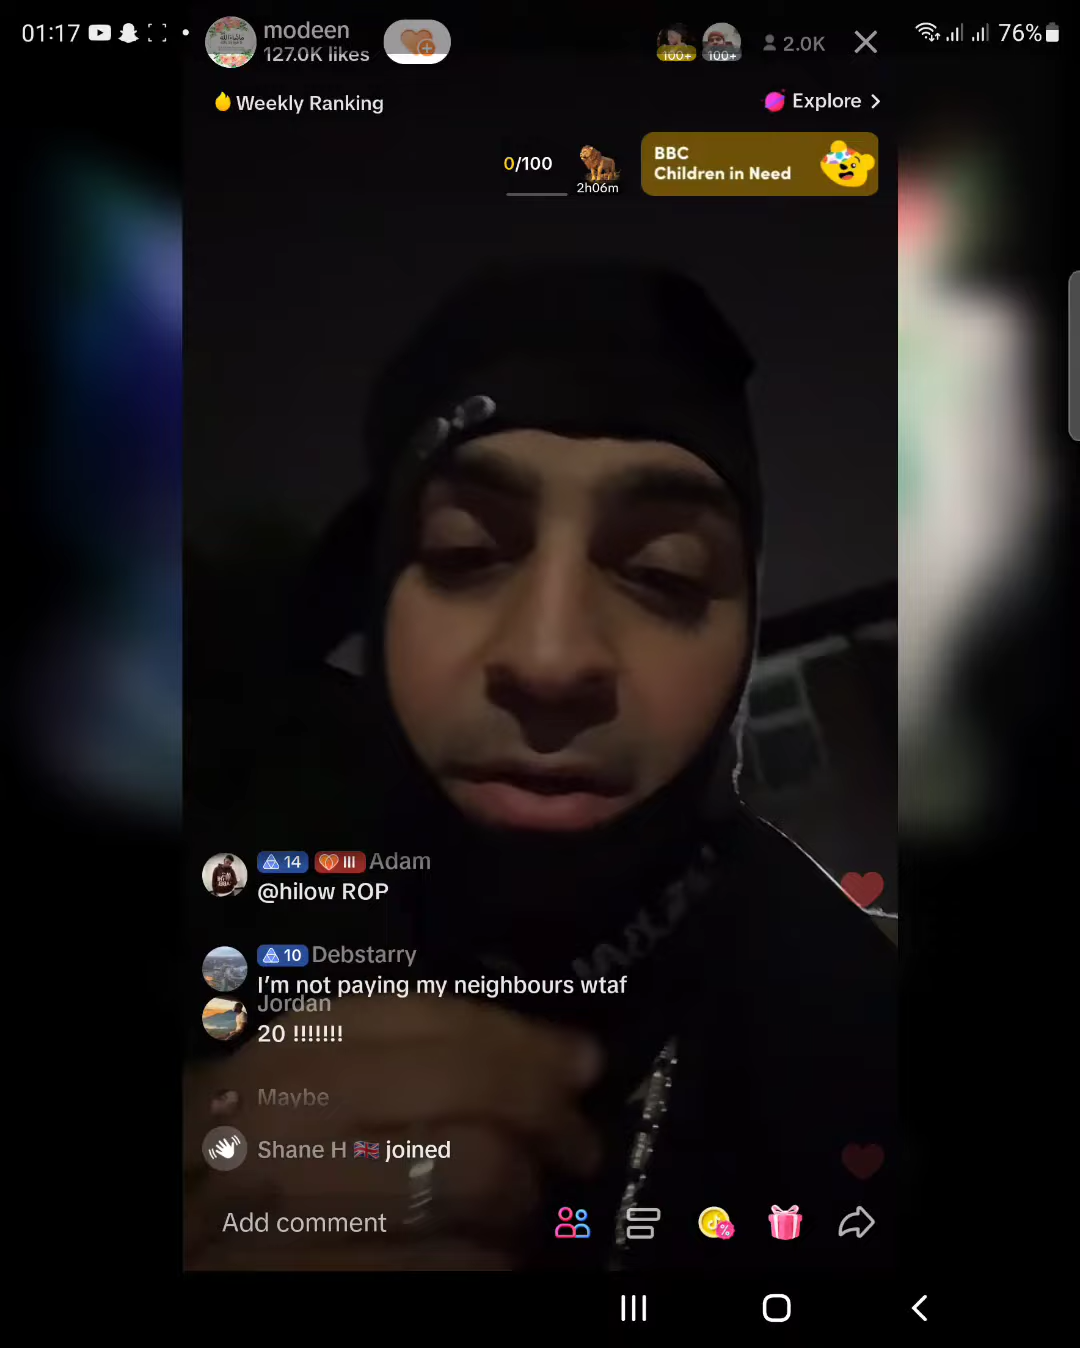 01:17
76%
modeen
127.0K likes
100+
100+
2.0K
Weekly Ranking
Explore
0/100
2h06m
BBC
Children in Need
14
III
Adam
@hilow ROP
10
Debstarry
I'm not paying my neighbours wtaf
Jordan
20 !!!!!!!
Maybe
Shane H 🇬🇧 joined
Add comment